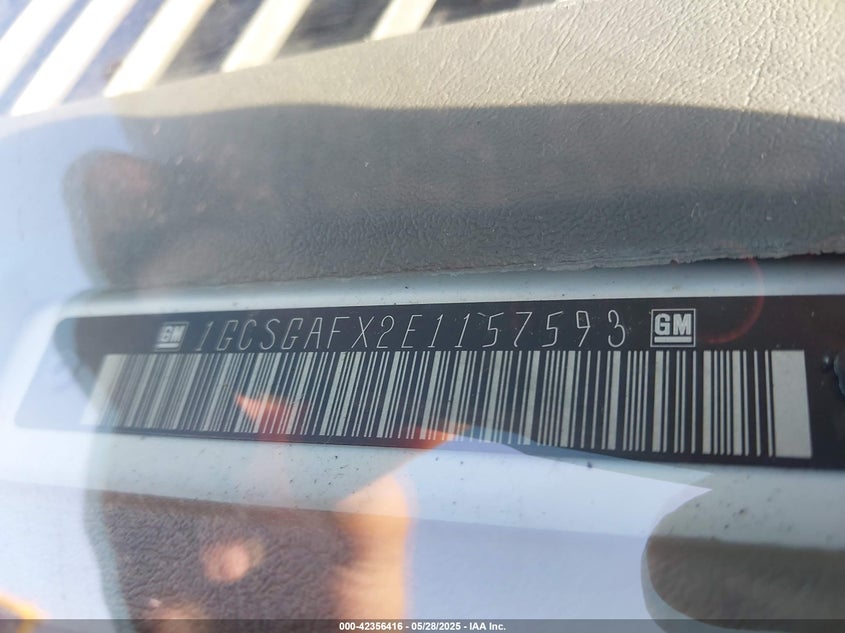 GM 1GCSGAFX2E1157593 GM
000-42356416 - 05/28/2025 - IAA Inc.